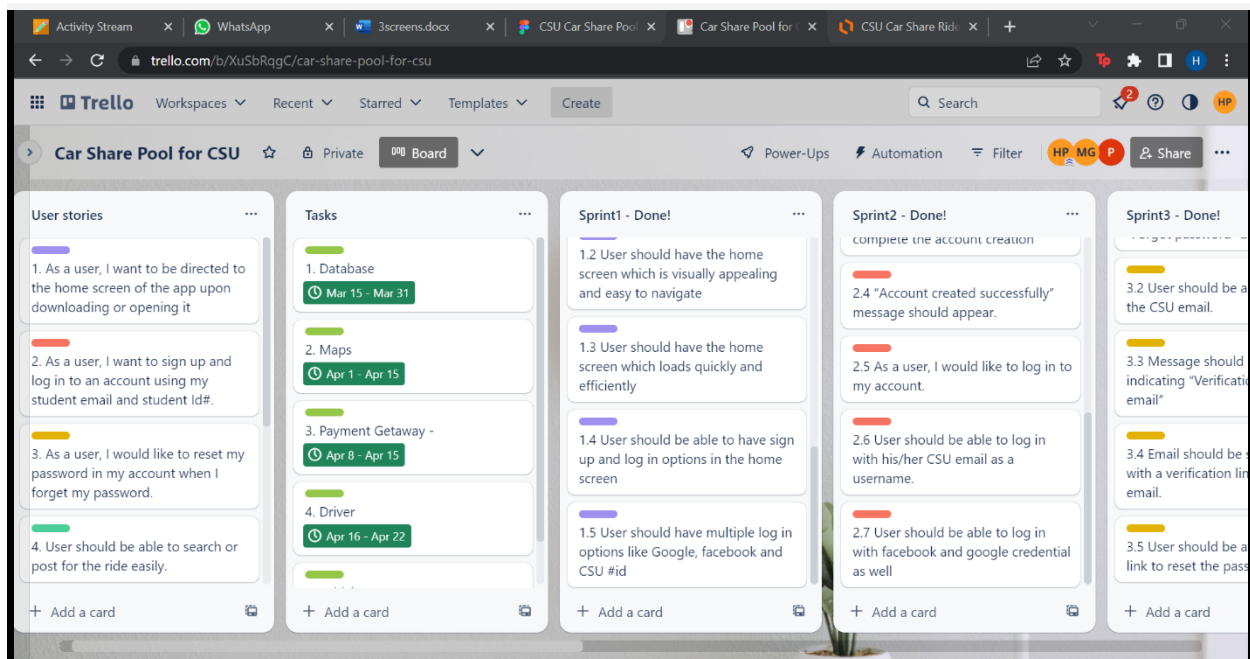 Activity Stream
WhatsApp
3screens.docx
CSU Car Share Pool
Car Share Pool for
CSU Car Share Ride
trello.com/b/XuSbRqgC/car-share-pool-for-csu
Tp
H
Trello
Workspaces
Recent
Starred
Templates
Create
Search
2
HP
Car Share Pool for CSU
Private
Board
Power-Ups
Automation
Filter
HP
MG
P
Share
User stories
1. As a user, I want to be directed to
the home screen of the app upon
downloading or opening it
2. As a user, I want to sign up and
log in to an account using my
student email and student Id#.
3. As a user, I would like to reset my
password in my account when I
forget my password.
4. User should be able to search or
post for the ride easily.
+ Add a card
Tasks
1. Database
Mar 15 - Mar 31
2. Maps
Apr 1 - Apr 15
3. Payment Getaway -
Apr 8 - Apr 15
4. Driver
Apr 16 - Apr 22
+ Add a card
Sprint1 - Done!
1.2 User should have the home
screen which is visually appealing
and easy to navigate
1.3 User should have the home
screen which loads quickly and
efficiently
1.4 User should be able to have sign
up and log in options in the home
screen
1.5 User should have multiple log in
options like Google, facebook and
CSU #id
+ Add a card
Sprint2 - Done!
complete the account creation
2.4 “Account created successfully”
message should appear.
2.5 As a user, I would like to log in to
my account.
2.6 User should be able to log in
with his/her CSU email as a
username.
2.7 User should be able to log in
with facebook and google credential
as well
+ Add a card
Sprint3 - Done!
3.2 User should be a
the CSU email.
3.3 Message should
indicating “Verificatio
email”
3.4 Email should be
with a verification lin
email.
3.5 User should be a
link to reset the pass
+ Add a card